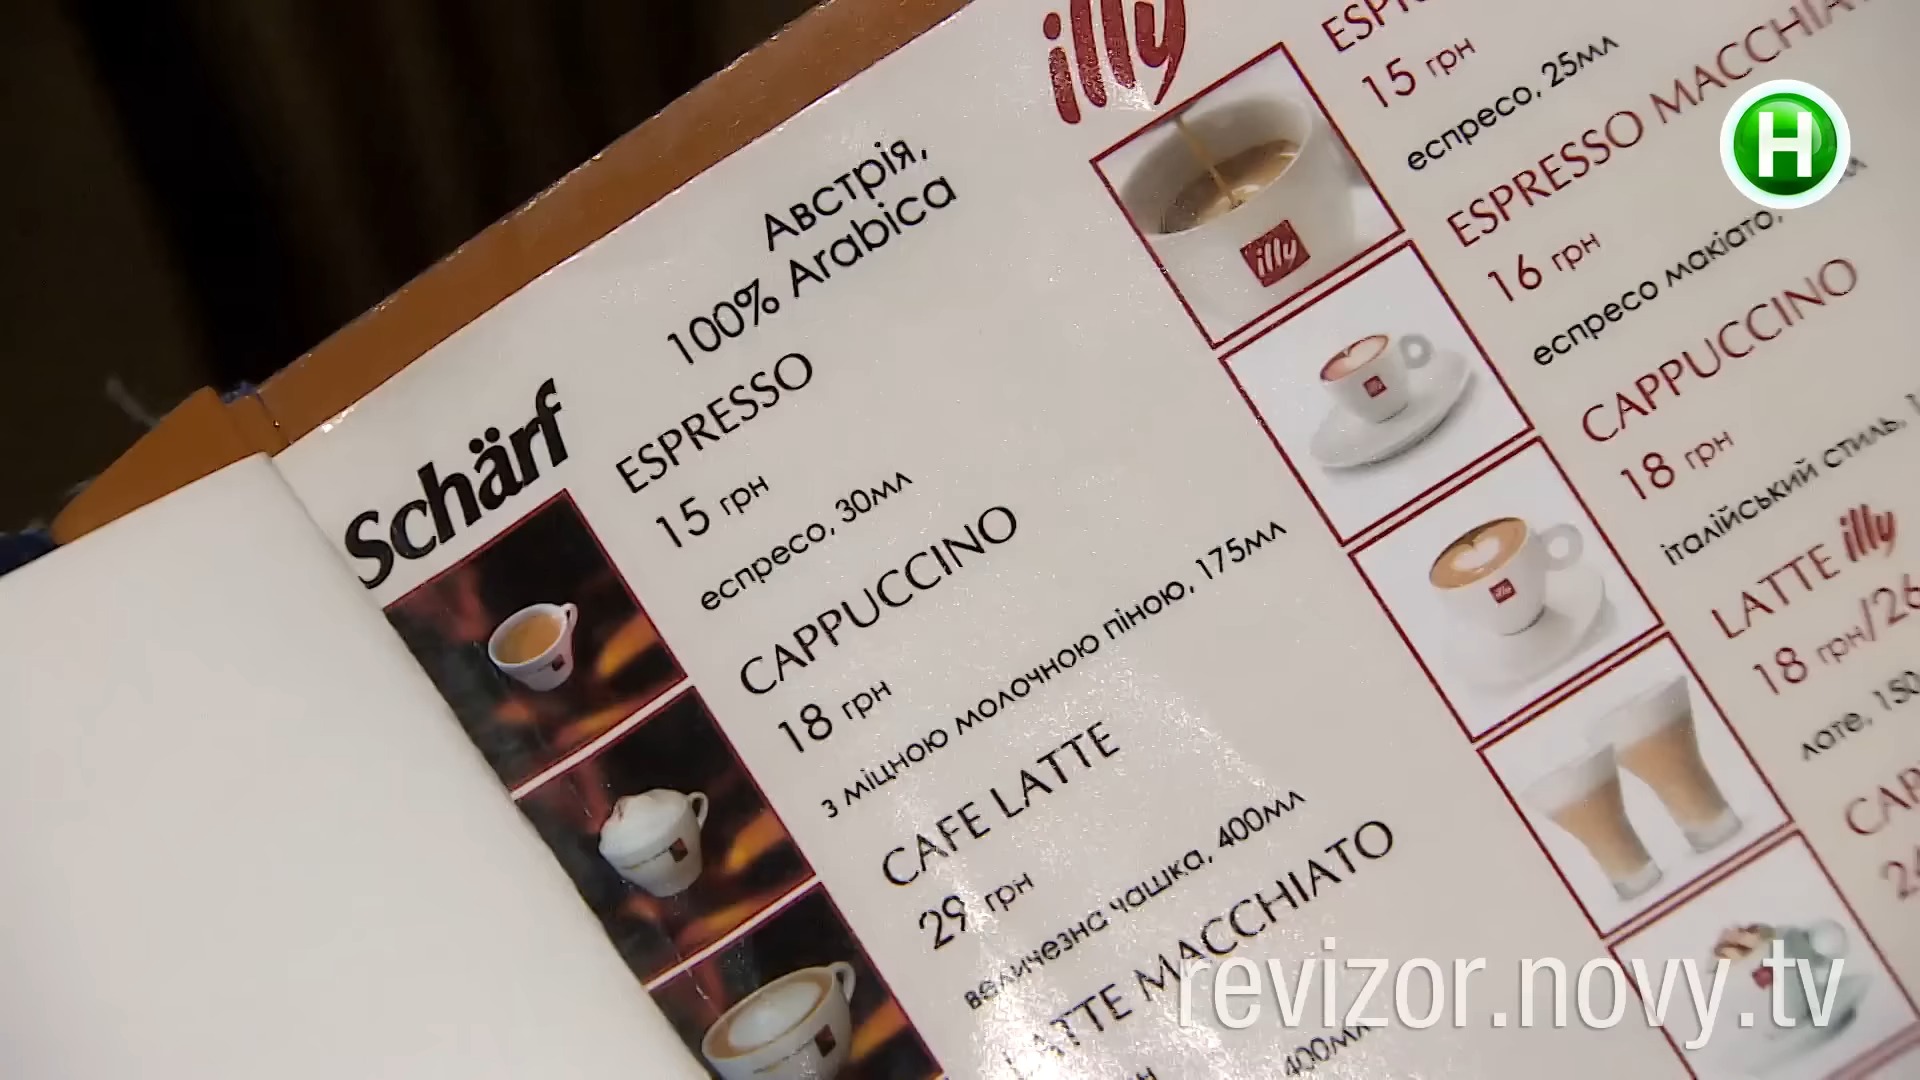 Schärf
Австрія,
100% Arabica
ESPRESSO
15 грн
еспресо, 30мл
CAPPUCCINO
18 грн
з міцною молочною піною, 175мл
CAFE LATTE
29 грн
величезна чашка, 400мл
LATTE MACCHIATO
400мл
illy
15 грн
еспресо, 25мл
ESPRESSO MACCHIA
16 грн
еспресо макіато,
CAPPUCCINO
18 грн
італійський стиль,
LATTE illy
18 грн/26
лате, 150
illy
H
revizor.novy.tv